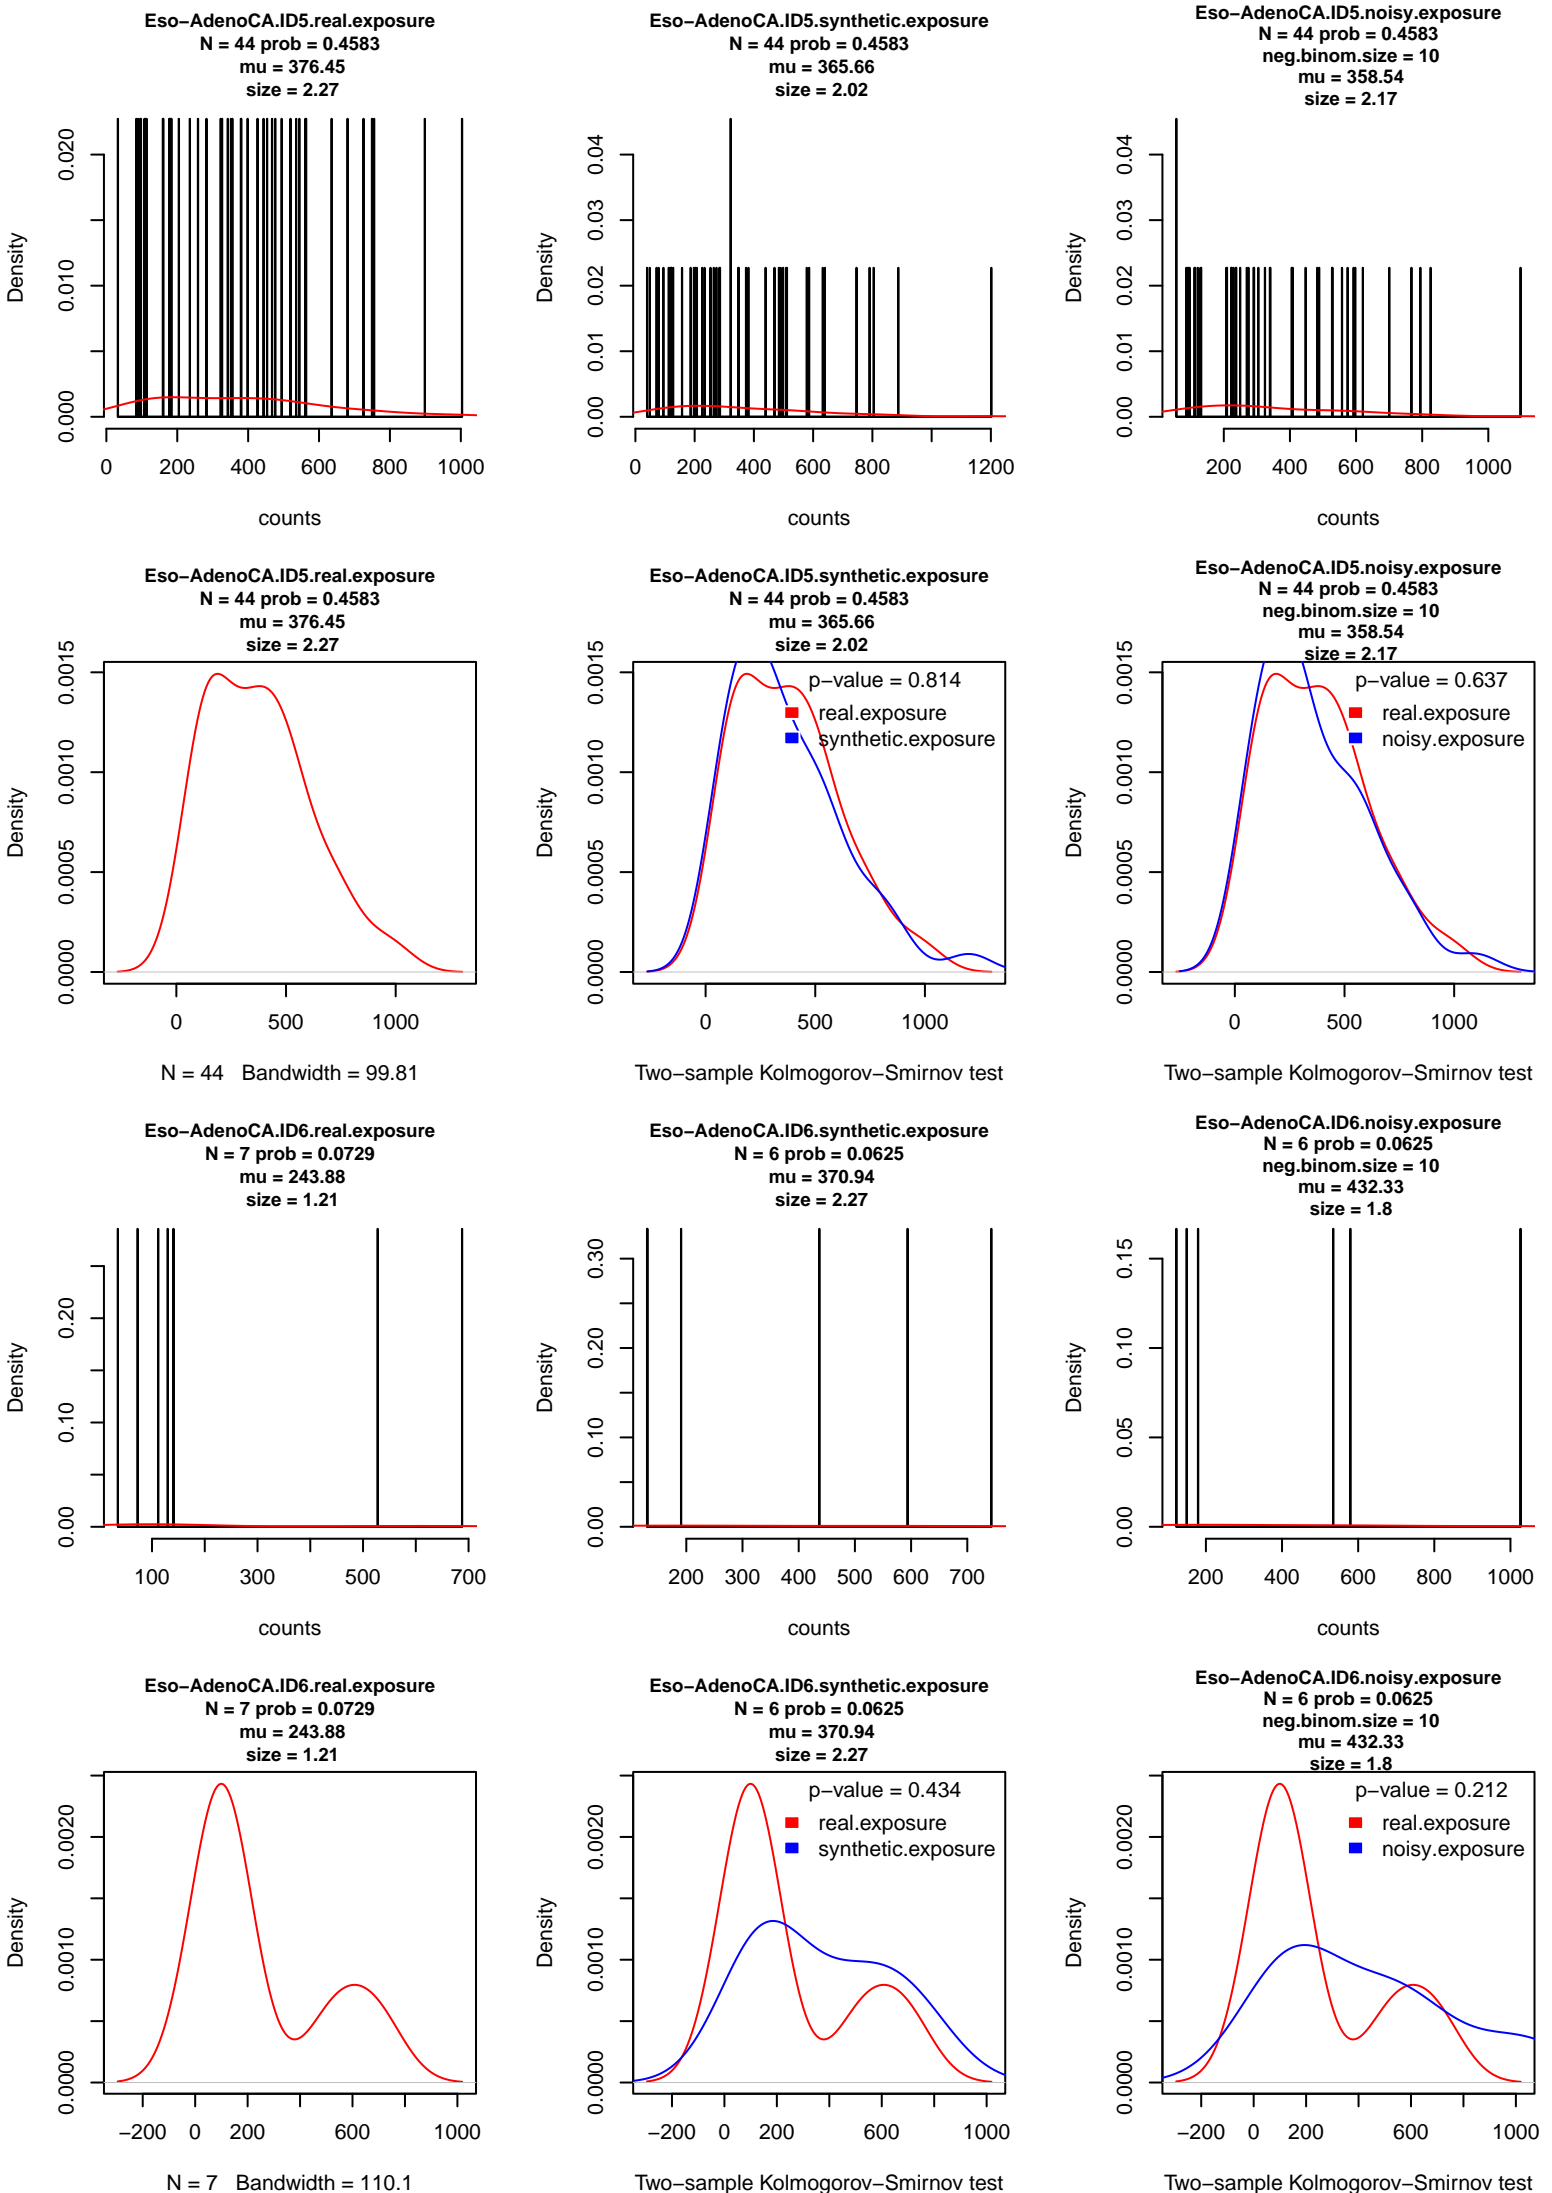 Eso−AdenoCA.ID5.real.exposure
N = 44 prob = 0.4583
mu = 376.45
size = 2.27
Density
0.000
0.010
0.020
0
200
400
600
800
1000
counts
Eso−AdenoCA.ID5.synthetic.exposure
N = 44 prob = 0.4583
mu = 365.66
size = 2.02
Density
0.00
0.01
0.02
0.03
0.04
0
200
400
600
800
1200
counts
Eso−AdenoCA.ID5.noisy.exposure
N = 44 prob = 0.4583
neg.binom.size = 10
mu = 358.54
size = 2.17
Density
0.00
0.01
0.02
0.03
0.04
200
400
600
800
1000
counts
Eso−AdenoCA.ID5.real.exposure
N = 44 prob = 0.4583
mu = 376.45
size = 2.27
Density
0.0000
0.0005
0.0010
0.0015
0
500
1000
N = 44   Bandwidth = 99.81
Eso−AdenoCA.ID5.synthetic.exposure
N = 44 prob = 0.4583
mu = 365.66
size = 2.02
p−value = 0.814
real.exposure
synthetic.exposure
Density
0.0000
0.0005
0.0010
0.0015
0
500
1000
Two−sample Kolmogorov−Smirnov test
Eso−AdenoCA.ID5.noisy.exposure
N = 44 prob = 0.4583
neg.binom.size = 10
mu = 358.54
size = 2.17
p−value = 0.637
real.exposure
noisy.exposure
Density
0.0000
0.0005
0.0010
0.0015
0
500
1000
Two−sample Kolmogorov−Smirnov test
Eso−AdenoCA.ID6.real.exposure
N = 7 prob = 0.0729
mu = 243.88
size = 1.21
Density
0.00
0.10
0.20
100
300
500
700
counts
Eso−AdenoCA.ID6.synthetic.exposure
N = 6 prob = 0.0625
mu = 370.94
size = 2.27
Density
0.00
0.10
0.20
0.30
200
300
400
500
600
700
counts
Eso−AdenoCA.ID6.noisy.exposure
N = 6 prob = 0.0625
neg.binom.size = 10
mu = 432.33
size = 1.8
Density
0.00
0.05
0.10
0.15
200
400
600
800
1000
counts
Eso−AdenoCA.ID6.real.exposure
N = 7 prob = 0.0729
mu = 243.88
size = 1.21
Density
0.0000
0.0010
0.0020
−200
0
200
600
1000
N = 7   Bandwidth = 110.1
Eso−AdenoCA.ID6.synthetic.exposure
N = 6 prob = 0.0625
mu = 370.94
size = 2.27
p−value = 0.434
real.exposure
synthetic.exposure
Density
0.0000
0.0010
0.0020
−200
0
200
600
1000
Two−sample Kolmogorov−Smirnov test
Eso−AdenoCA.ID6.noisy.exposure
N = 6 prob = 0.0625
neg.binom.size = 10
mu = 432.33
size = 1.8
p−value = 0.212
real.exposure
noisy.exposure
Density
0.0000
0.0010
0.0020
−200
0
200
600
1000
Two−sample Kolmogorov−Smirnov test